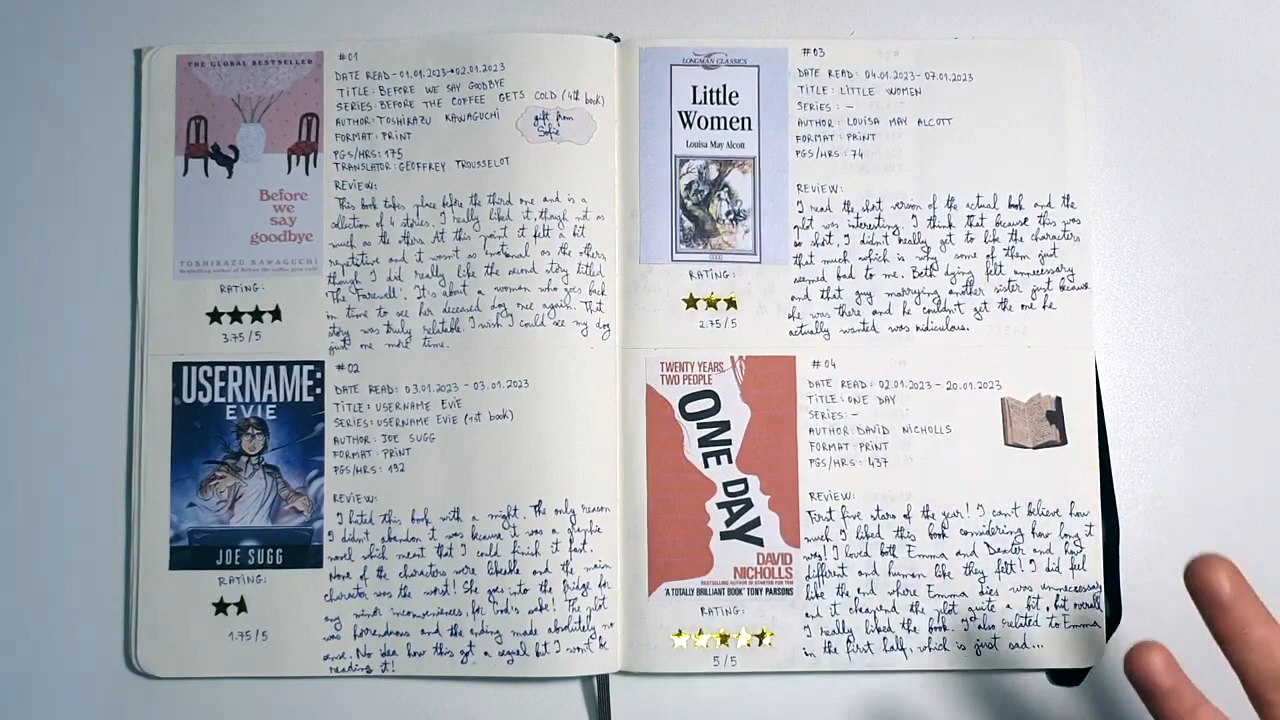 THE GLOBAL BESTSELLER
Before
we
say
goodbye
TOSHIKAZU KAWAGUCHI
Bestselling author of Before the coffee gets cold
RATING:
3.75/5
#01
DATE READ - 01.01.2023 02.01.2023
TITLE: BEFORE WE SAY GOODBYE
SERIES: BEFORE THE COFFEE GETS COLD (4th book)
AUTHOR: TOSHIKAZU KAWAGUCHI
FORMAT: PRINT
PGS/HRS: 175
TRANSLATOR: GEOFFREY TROUSSELOT
gift from
Sofie
REVIEW:
This book takes place before the third one and is a
sellection of 4 stories. I really liked it, though not as
much as the others. At this point it felt a bit
repetitive and it wasn't as emotional as the others
though I did really like the second story titled
'The Farewell'. It's about a woman who goes back
in time to see her deceased dog once again. That
story was truly relatable. I wish I could see my dog
just one more time.
USERNAME:
EVIE
JOE SUGG
RATING:
1.75/5
#02
DATE READ: 03.01.2023 - 03.01.2023
TITLE: USERNAME EVIE
SERIES: USERNAME EVIE (1st book)
AUTHOR: JOE SUGG
FORMAT: PRINT
PGS/HRS: 192
REVIEW:
I hated this book with a might. The only reason
I didn't abandon it was because it was a graphic
novel which meant that I could finish it fast.
None of the characters were likeable and the main
character was the worst! She goes into the fridge for
any minor inconveniences, for God's sake! The plot
was horrendous and the ending made absolutely no
sense. No idea how this got a sequel but I won't be
reading it!
LONGMAN CLASSICS
Little
Women
Louisa May Alcott
RATING:
2.75/5
#03
DATE READ: 04.01.2023 - 07.01.2023
TITLE: LITTLE WOMEN
SERIES: -
AUTHOR: LOUISA MAY ALCOTT
FORMAT: PRINT
PGS/HRS: 74
REVIEW:
I read the short version of the actual book and the
plot was interesting. I think that because this was
so short, I didn't really get to like the characters
that much which is why some of them just
seemed bad to me. Beth dying felt unnecessary
and that guy marrying another sister just because
she was there and he couldn't get the one he
actually wanted was ridiculous.
TWENTY YEARS,
TWO PEOPLE
ONE DAY
DAVID
NICHOLLS
BESTSELLING AUTHOR OF STARTER FOR TEN
'A TOTALLY BRILLIANT BOOK' TONY PARSONS
RATING:
5/5
#04
DATE READ: 02.01.2023 - 20.01.2023
TITLE: ONE DAY
SERIES: -
AUTHOR: DAVID NICHOLLS
FORMAT: PRINT
PGS/HRS: 437
REVIEW:
First five stars of the year! I can't believe how
much I liked this book considering how long it
was! I loved both Emma and Dexter and how
different and human like they felt! I did feel
like the end where Emma dies was unnecessary
and it cheapend the plot quite a bit, but overall
I really liked the book. I also related to Emma
in the first half, which is just sad...